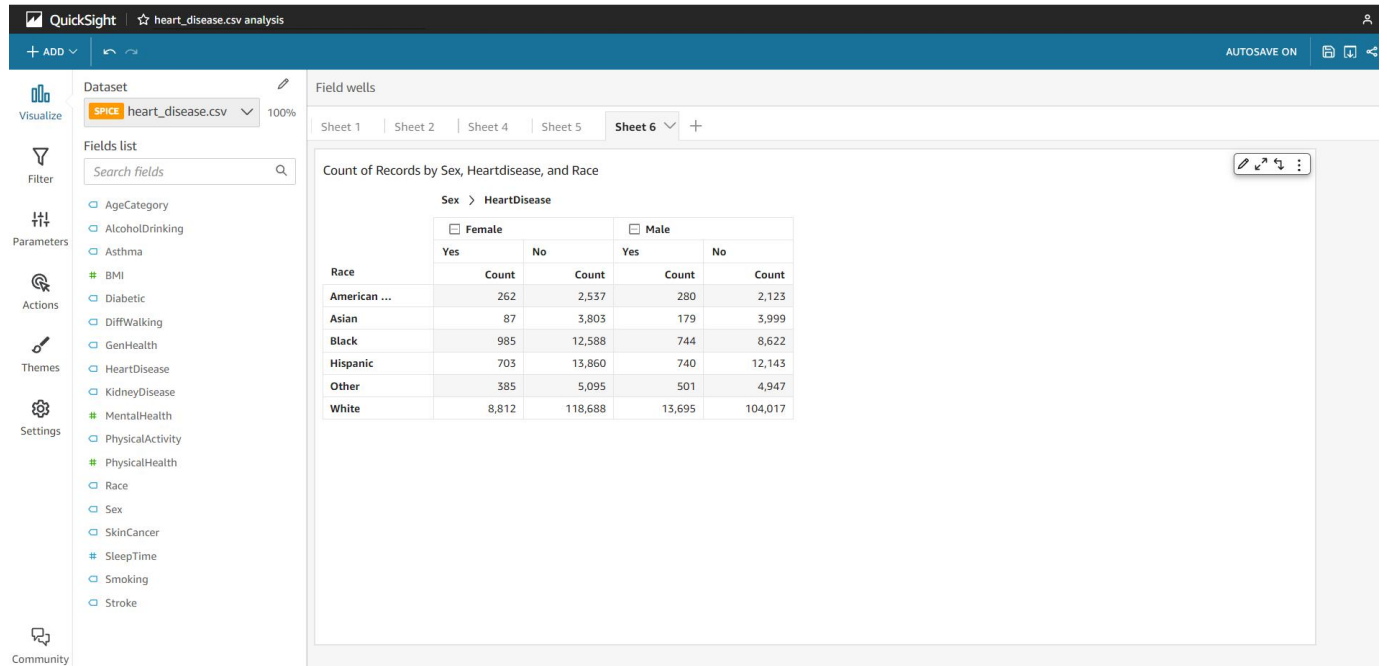 QuickSight ☆ heart_disease.csv analysis
+ ADD AUTOSAVE ON
Visualize
Filter
Parameters
Actions
Themes
Settings
Community
Dataset
SPICE heart_disease.csv 100%
Fields list
Search fields
AgeCategory
AlcoholDrinking
Asthma
# BMI
Diabetic
DiffWalking
GenHealth
HeartDisease
KidneyDisease
# MentalHealth
PhysicalActivity
# PhysicalHealth
Race
Sex
SkinCancer
# SleepTime
Smoking
Stroke
Field wells
Sheet 1 Sheet 2 Sheet 4 Sheet 5 Sheet 6 +
Count of Records by Sex, Heartdisease, and Race
Sex > HeartDisease
Female Male
Yes No Yes No
Race Count Count Count Count
American ... 262 2,537 280 2,123
Asian 87 3,803 179 3,999
Black 985 12,588 744 8,622
Hispanic 703 13,860 740 12,143
Other 385 5,095 501 4,947
White 8,812 118,688 13,695 104,017